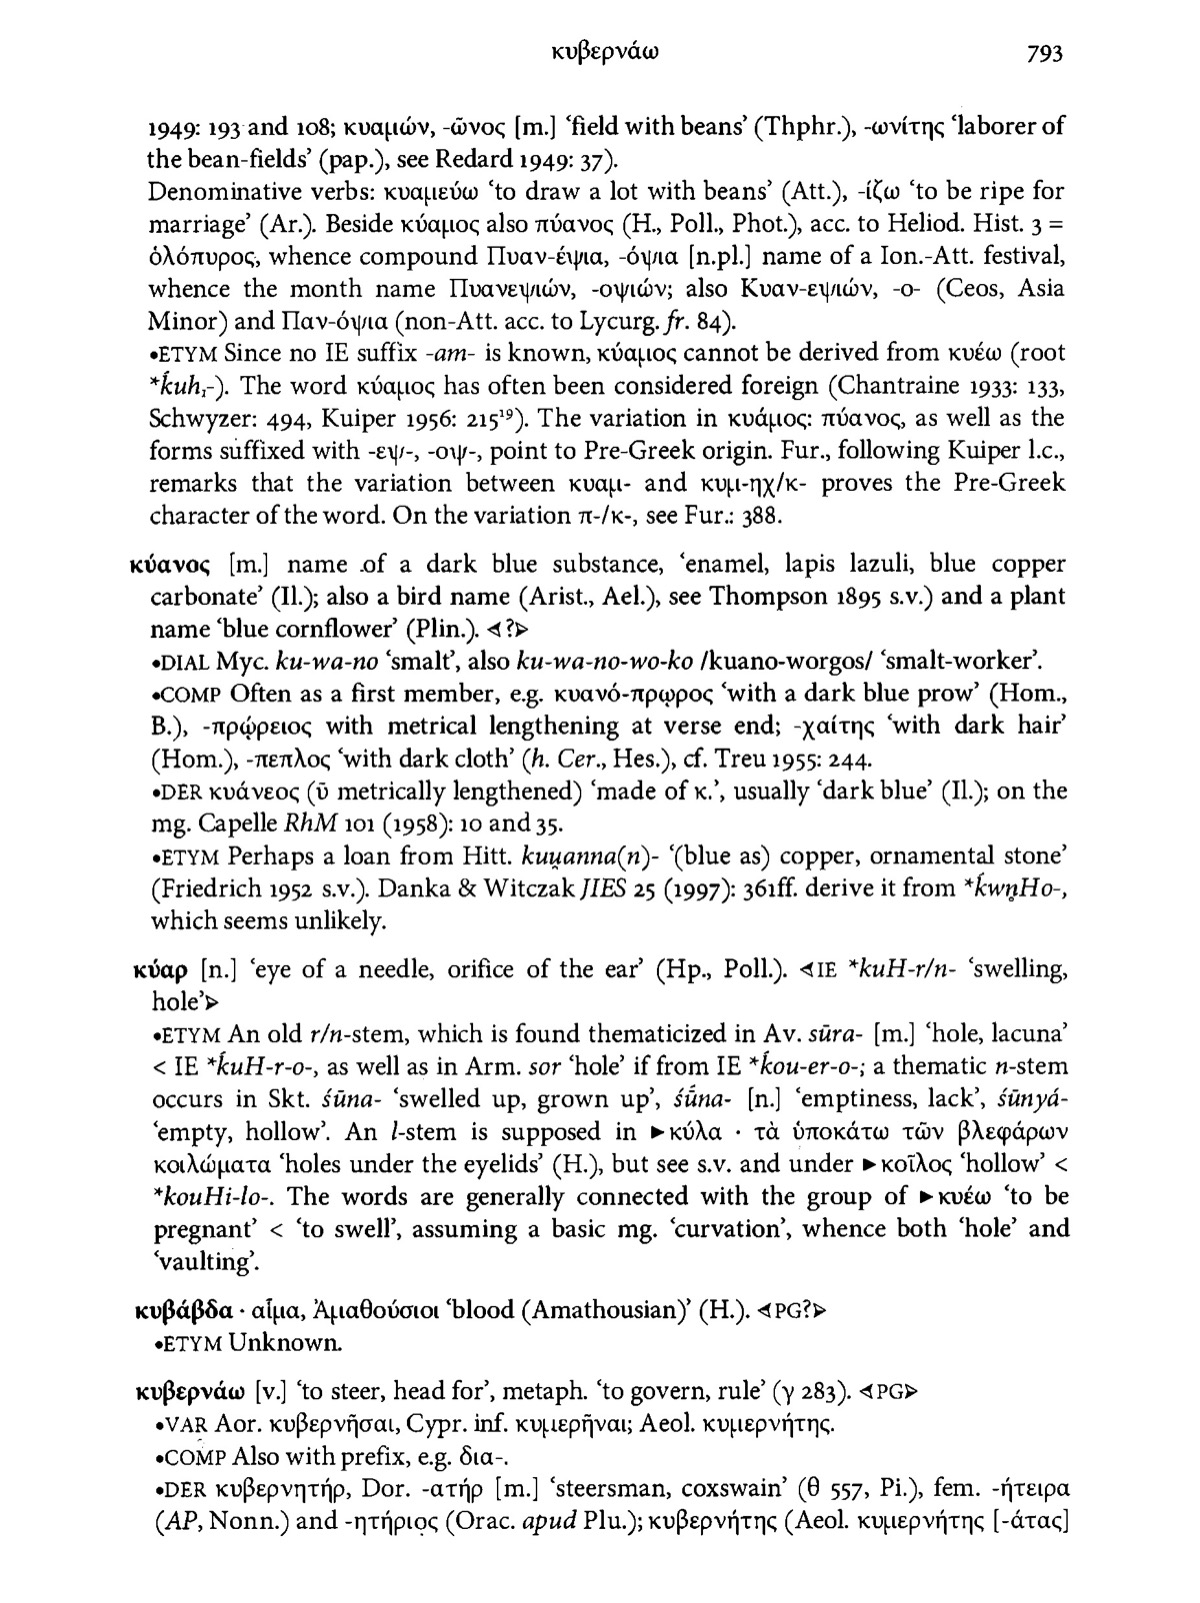 κυβερνάω 793
1949: 193 and 108; κυαμών, -ῶνος [m.] ‘field with beans’ (Thphr.), -ωνίτης ‘laborer of
the bean-fields’ (pap.), see Redard 1949: 37).
Denominative verbs: κυαμεύω ‘to draw a lot with beans’ (Att.), -ίζω ‘to be ripe for
marriage’ (Ar.). Beside κύαμος also πύανος (H., Poll., Phot.), acc. to Heliod. Hist. 3 =
ὁλόπυρος, whence compound Πυαν-έψια, -όψια [n.pl.] name of a Ion.-Att. festival,
whence the month name Πυανεψιών, -οψιών; also Κυαν-εψιών, -ο- (Ceos, Asia
Minor) and Παν-όψια (non-Att. acc. to Lycurg. fr. 84).
•ETYM Since no IE suffix -am- is known, κύαμος cannot be derived from κυέω (root
*ḱuh₁-). The word κύαμος has often been considered foreign (Chantraine 1933: 133,
Schwyzer: 494, Kuiper 1956: 215¹⁹). The variation in κυάμος: πύανος, as well as the
forms suffixed with -εψ-, -οψ-, point to Pre-Greek origin. Fur., following Kuiper l.c.,
remarks that the variation between κυαμ- and κυμ-ηχ/κ- proves the Pre-Greek
character of the word. On the variation π-/κ-, see Fur.: 388.
κύανος [m.] name of a dark blue substance, ‘enamel, lapis lazuli, blue copper
carbonate’ (Il.); also a bird name (Arist., Ael.), see Thompson 1895 s.v.) and a plant
name ‘blue cornflower’ (Plin.). ⊲?⊳
•DIAL Myc. ku-wa-no ‘smalt’, also ku-wa-no-wo-ko /kuano-worgos/ ‘smalt-worker’.
•COMP Often as a first member, e.g. κυανό-πρῳρος ‘with a dark blue prow’ (Hom.,
B.), -πρῴρειος with metrical lengthening at verse end; -χαίτης ‘with dark hair’
(Hom.), -πεπλος ‘with dark cloth’ (h. Cer., Hes.), cf. Treu 1955: 244.
•DER κυάνεος (ῡ metrically lengthened) ‘made of κ.’, usually ‘dark blue’ (Il.); on the
mg. Capelle RhM 101 (1958): 10 and 35.
•ETYM Perhaps a loan from Hitt. kuu̯anna(n)- ‘(blue as) copper, ornamental stone’
(Friedrich 1952 s.v.). Danka & Witczak JIES 25 (1997): 361ff. derive it from *ḱwn̥Ho-,
which seems unlikely.
κύαρ [n.] ‘eye of a needle, orifice of the ear’ (Hp., Poll.). ⊲IE *kuH-r/n- ‘swelling,
hole’⊳
•ETYM An old r/n-stem, which is found thematicized in Av. sūra- [m.] ‘hole, lacuna’
< IE *ḱuH-r-o-, as well as in Arm. sor ‘hole’ if from IE *ḱou-er-o-; a thematic n-stem
occurs in Skt. śūna- ‘swelled up, grown up’, śū́na- [n.] ‘emptiness, lack’, śūnyá-
‘empty, hollow’. An l-stem is supposed in ►κύλα · τὰ ὑποκάτω τῶν βλεφάρων
κοιλώματα ‘holes under the eyelids’ (H.), but see s.v. and under ►κοῖλος ‘hollow’ <
*kouHi-lo-. The words are generally connected with the group of ►κυέω ‘to be
pregnant’ < ‘to swell’, assuming a basic mg. ‘curvation’, whence both ‘hole’ and
‘vaulting’.
κυβάβδα · αἷμα, Ἀμαθούσιοι ‘blood (Amathousian)’ (H.). ⊲PG?⊳
•ETYM Unknown.
κυβερνάω [v.] ‘to steer, head for’, metaph. ‘to govern, rule’ (γ 283). ⊲PG⊳
•VAR Aor. κυβερνῆσαι, Cypr. inf. κυμερῆναι; Aeol. κυμερνήτης.
•COMP Also with prefix, e.g. δια-.
•DER κυβερνητήρ, Dor. -ατήρ [m.] ‘steersman, coxswain’ (θ 557, Pi.), fem. -ήτειρα
(AP, Nonn.) and -ητήριος (Orac. apud Plu.); κυβερνήτης (Aeol. κυμερνήτης [-άτας]